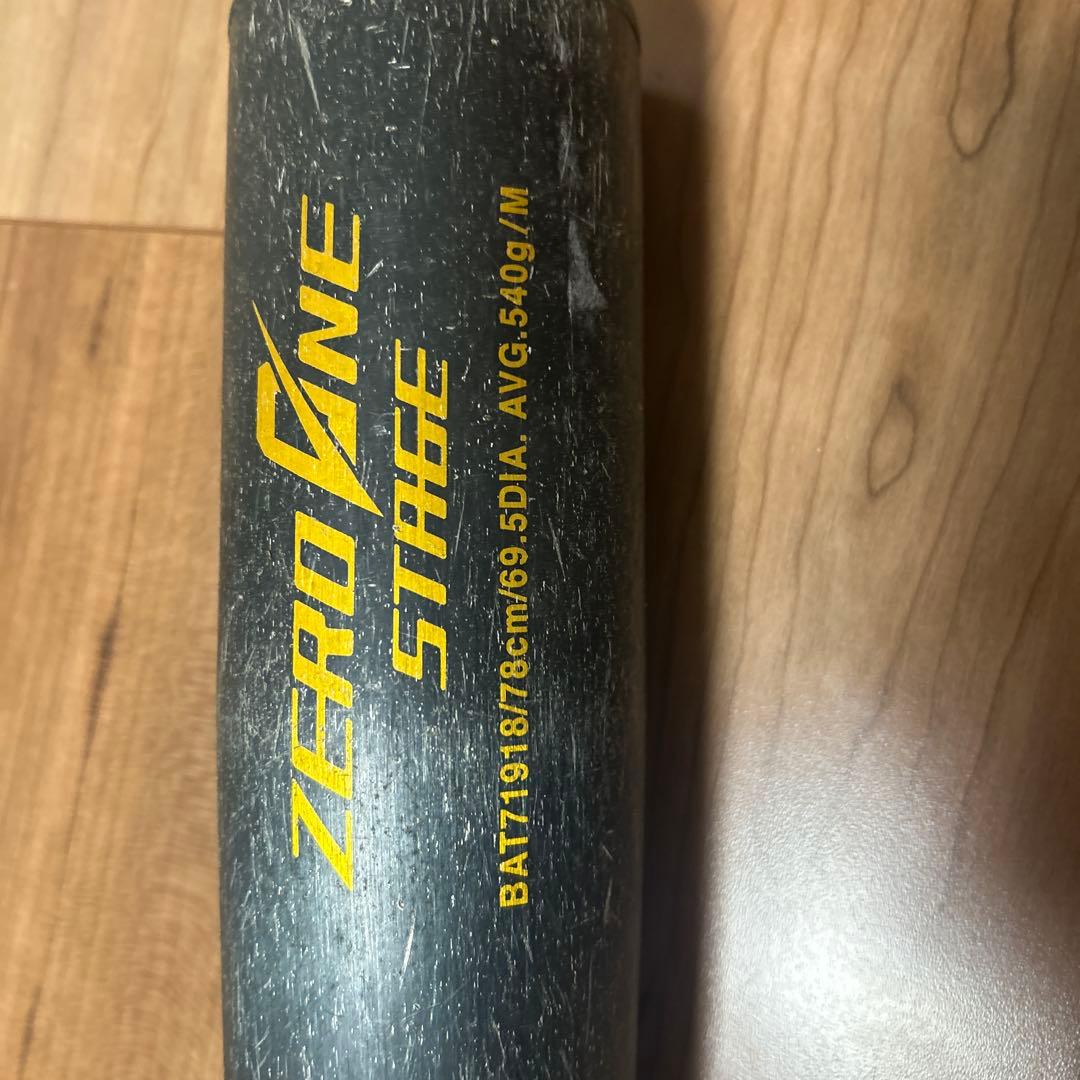 ZERO ONE
STAGE
BAT71918/78cm/69.5DIA. AVG.540g/M